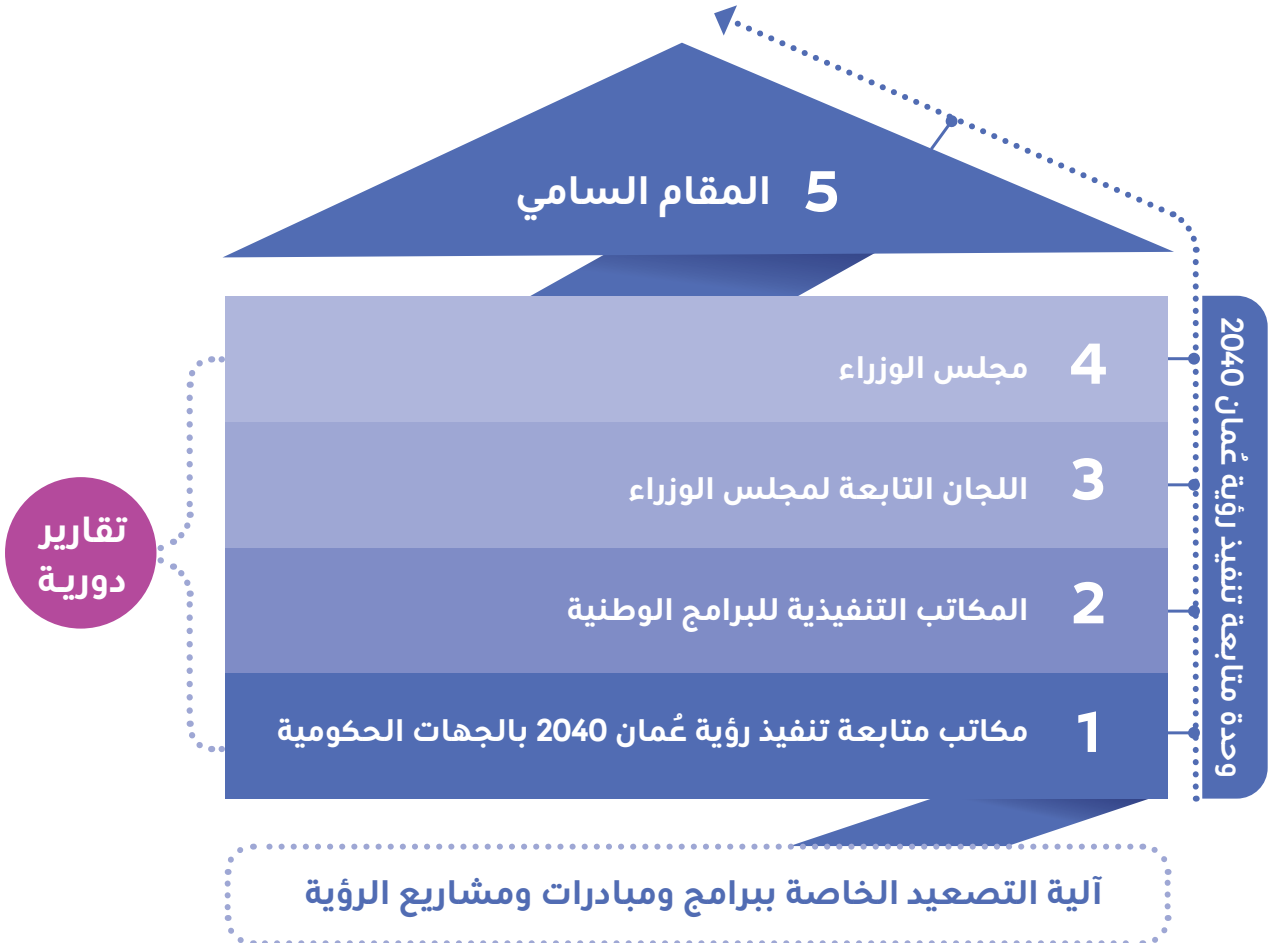 5 المقام السامي
4 مجلس الوزراء
3 اللجان التابعة لمجلس الوزراء
2 المكاتب التنفيذية للبرامج الوطنية
1 مكاتب متابعة تنفيذ رؤية عُمان 2040 بالجهات الحكومية
وحدة متابعة تنفيذ رؤية عُمان 2040
تقارير
دورية
آلية التصعيد الخاصة ببرامج ومبادرات ومشاريع الرؤية